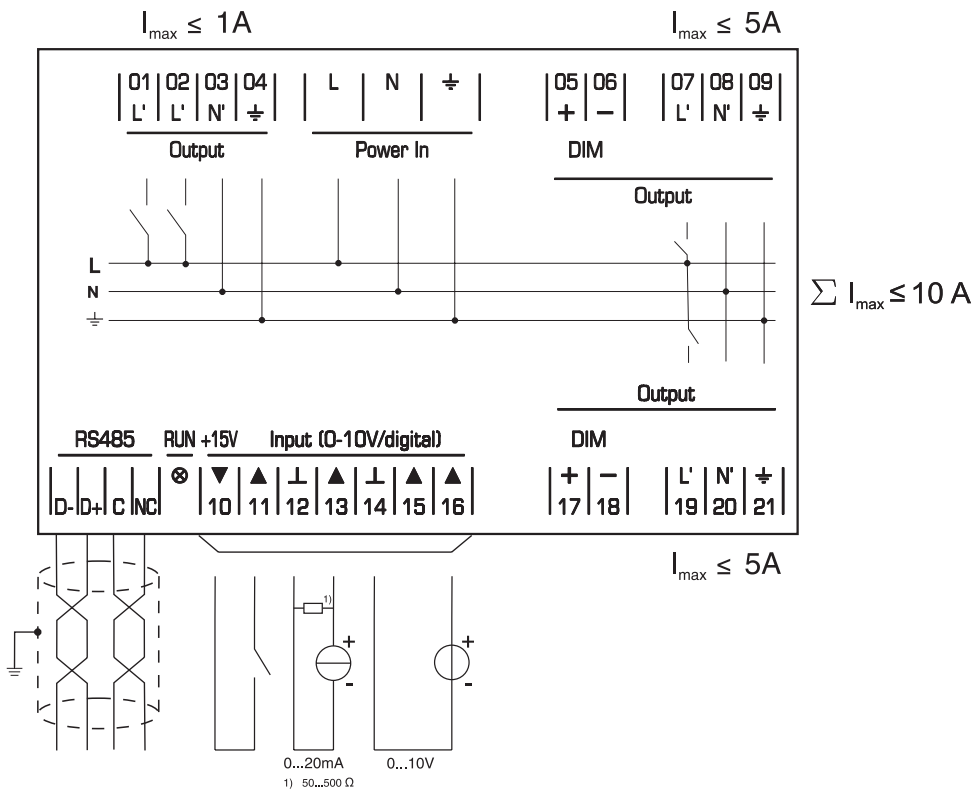 Imax ≤ 1A Imax ≤ 5A
01 02 03 04 L N ⏚ 05 06 07 08 09
L' L' N' ⏚ + − L' N' ⏚
Output Power In DIM
Output
L
N
⏚
∑ Imax ≤ 10 A
Output
RS485 RUN +15V Input (0-10V/digital) DIM
⊗ ▼ ▲ ⊥ ▲ ⊥ ▲ ▲ + − L' N' ⏚
D- D+ C NC 10 11 12 13 14 15 16 17 18 19 20 21
Imax ≤ 5A
1)
+ +
- -
0...20mA 0...10V
1) 50...500 Ω